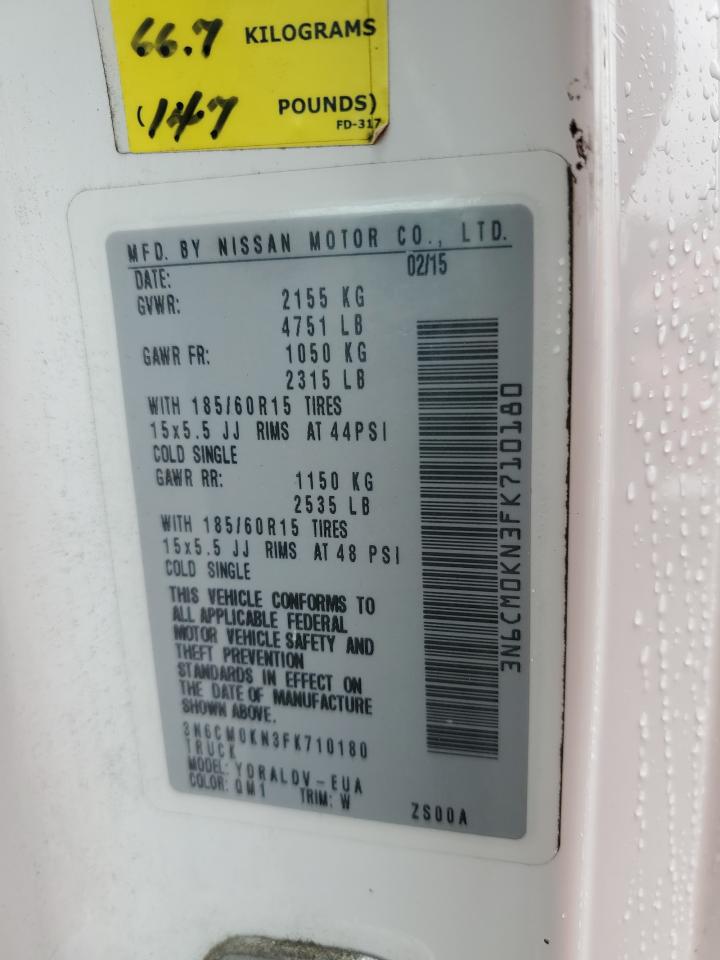 66.7 KILOGRAMS
(147 POUNDS)
FD-317
MFD. BY NISSAN MOTOR CO., LTD.
DATE: 02/15
GVWR: 2155 KG
4751 LB
GAWR FR: 1050 KG
2315 LB
WITH 185/60R15 TIRES
15x5.5 JJ RIMS AT 44PSI
COLD SINGLE
GAWR RR: 1150 KG
2535 LB
WITH 185/60R15 TIRES
15x5.5 JJ RIMS AT 48 PSI
COLD SINGLE
THIS VEHICLE CONFORMS TO
ALL APPLICABLE FEDERAL
MOTOR VEHICLE SAFETY AND
THEFT PREVENTION
STANDARDS IN EFFECT ON
THE DATE OF MANUFACTURE
SHOWN ABOVE.
3N6CM0KN3FK710180
TRUCK
MODEL: YDRALDV-EUA
COLOR: QM1 TRIM: W ZS00A
3N6CM0KN3FK710180